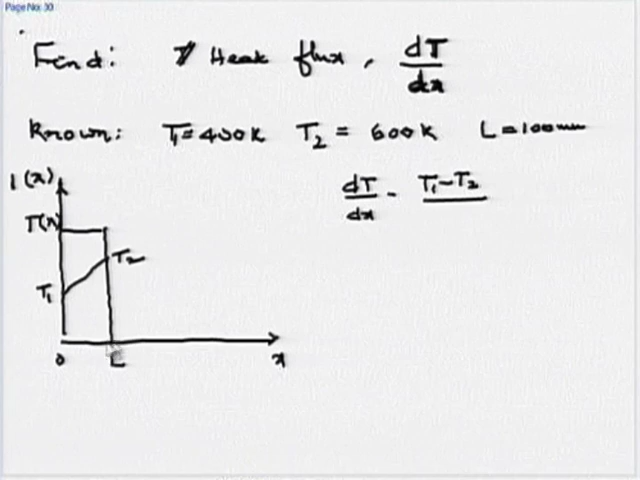 Page No: 30
Find: Heat flux, dT/dx
Known: T₁ = 400k T₂ = 600k L = 100mm
T(x)
dT/dx - T₁-T₂
T₂
T₁
0 L x